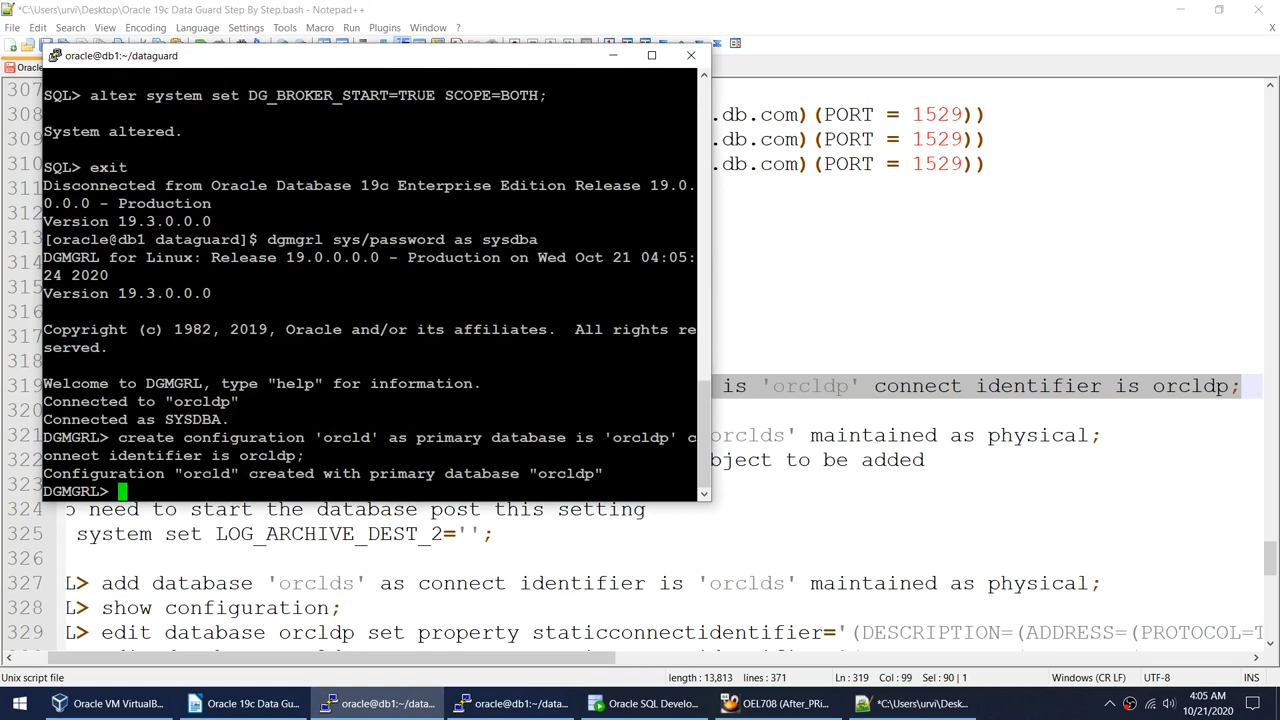 *C:\Users\urvi\Desktop\Oracle 19c Data Guard Step By Step.bash - Notepad++
File Edit Search View Encoding Language Settings Tools Macro Run Plugins Window ?
Oracle
oracle@db1:~/dataguard
SQL> alter system set DG_BROKER_START=TRUE SCOPE=BOTH;
System altered.
SQL> exit
Disconnected from Oracle Database 19c Enterprise Edition Release 19.0.
0.0.0 - Production
Version 19.3.0.0.0
[oracle@db1 dataguard]$ dgmgrl sys/password as sysdba
DGMGRL for Linux: Release 19.0.0.0.0 - Production on Wed Oct 21 04:05:
24 2020
Version 19.3.0.0.0
Copyright (c) 1982, 2019, Oracle and/or its affiliates.  All rights re
served.
Welcome to DGMGRL, type "help" for information.
Connected to "orcldp"
Connected as SYSDBA.
DGMGRL> create configuration 'orcld' as primary database is 'orcldp' c
onnect identifier is orcldp;
Configuration "orcld" created with primary database "orcldp"
DGMGRL>
307
308 .db.com)(PORT = 1529))
309 .db.com)(PORT = 1529))
310 .db.com)(PORT = 1529))
311
312
313
314
315
316
317
318
319 is 'orcldp' connect identifier is orcldp;
320
321 orclds' maintained as physical;
322 bject to be added
323
324 o need to start the database post this setting
325 system set LOG_ARCHIVE_DEST_2='';
326
327 L> add database 'orclds' as connect identifier is 'orclds' maintained as physical;
328 L> show configuration;
329 L> edit database orcldp set property staticconnectidentifier='(DESCRIPTION=(ADDRESS=(PROTOCOL=T
Unix script file length : 13,813 lines : 371 Ln : 319 Col : 99 Sel : 90 | 1 Windows (CR LF) UTF-8 INS
Oracle VM VirtualB... Oracle 19c Data Gu... oracle@db1:~/data... oracle@db1:~/data... Oracle SQL Develo... OEL708 (After_PRi... *C:\Users\urvi\Desk...
4:05 AM
10/21/2020